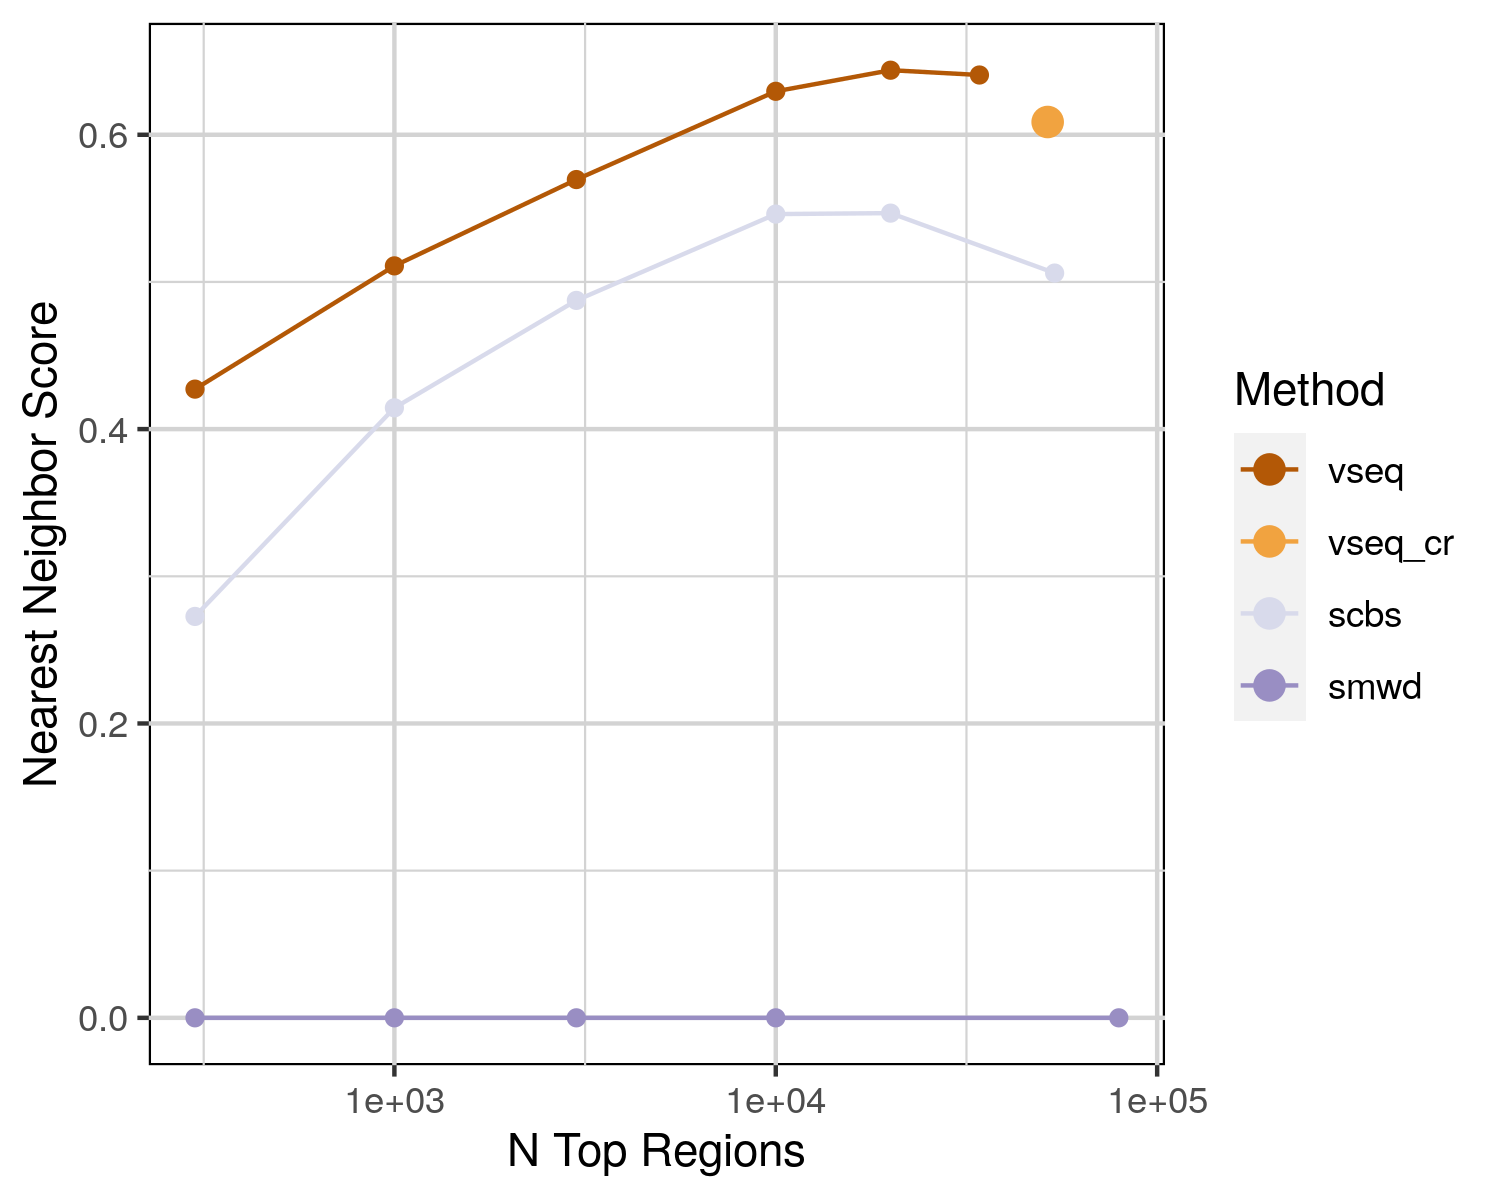 Nearest Neighbor Score
0.6
0.4
0.2
0.0
1e+03
1e+04
1e+05
N Top Regions
Method
vseq
vseq_cr
scbs
smwd